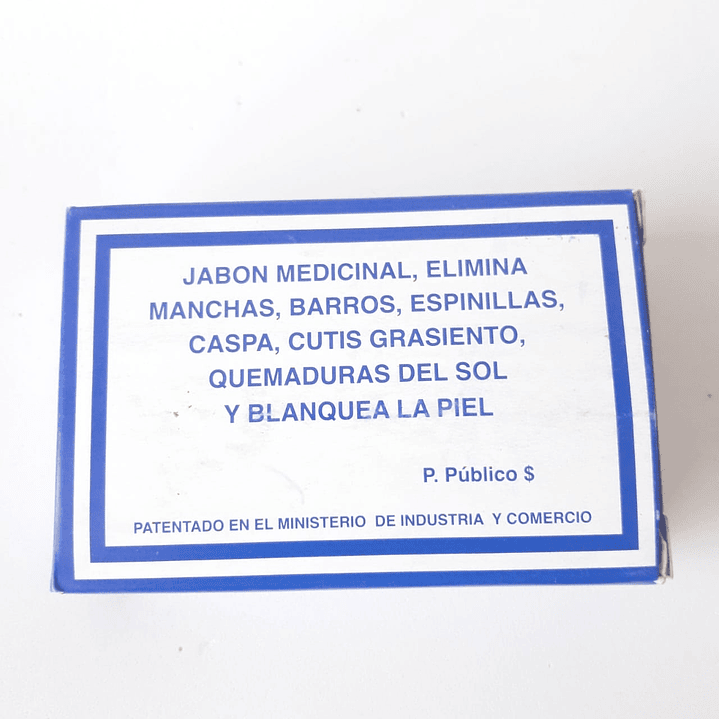 JABON MEDICINAL, ELIMINA
MANCHAS, BARROS, ESPINILLAS,
CASPA, CUTIS GRASIENTO,
QUEMADURAS DEL SOL
Y BLANQUEA LA PIEL
P. Público $
PATENTADO EN EL MINISTERIO DE INDUSTRIA Y COMERCIO